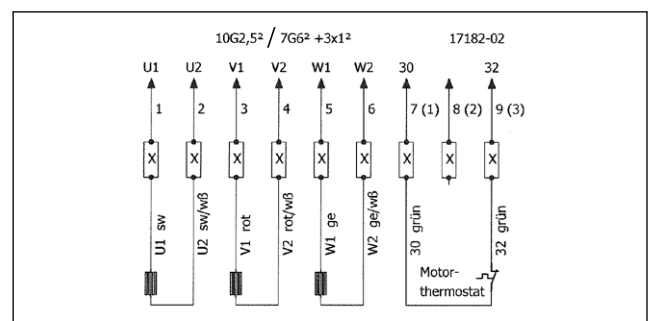 10G2,5² / 7G6² +3x1² 17182-02
U1 U2 V1 V2 W1 W2 30 32
1 2 3 4 5 6 7 (1) 8 (2) 9 (3)
X X X X X X X X X
U1 sw
U2 sw/wß
V1 rot
V2 rot/wß
W1 ge
W2 ge/wß
30 grün
32 grün
Motor-
thermostat